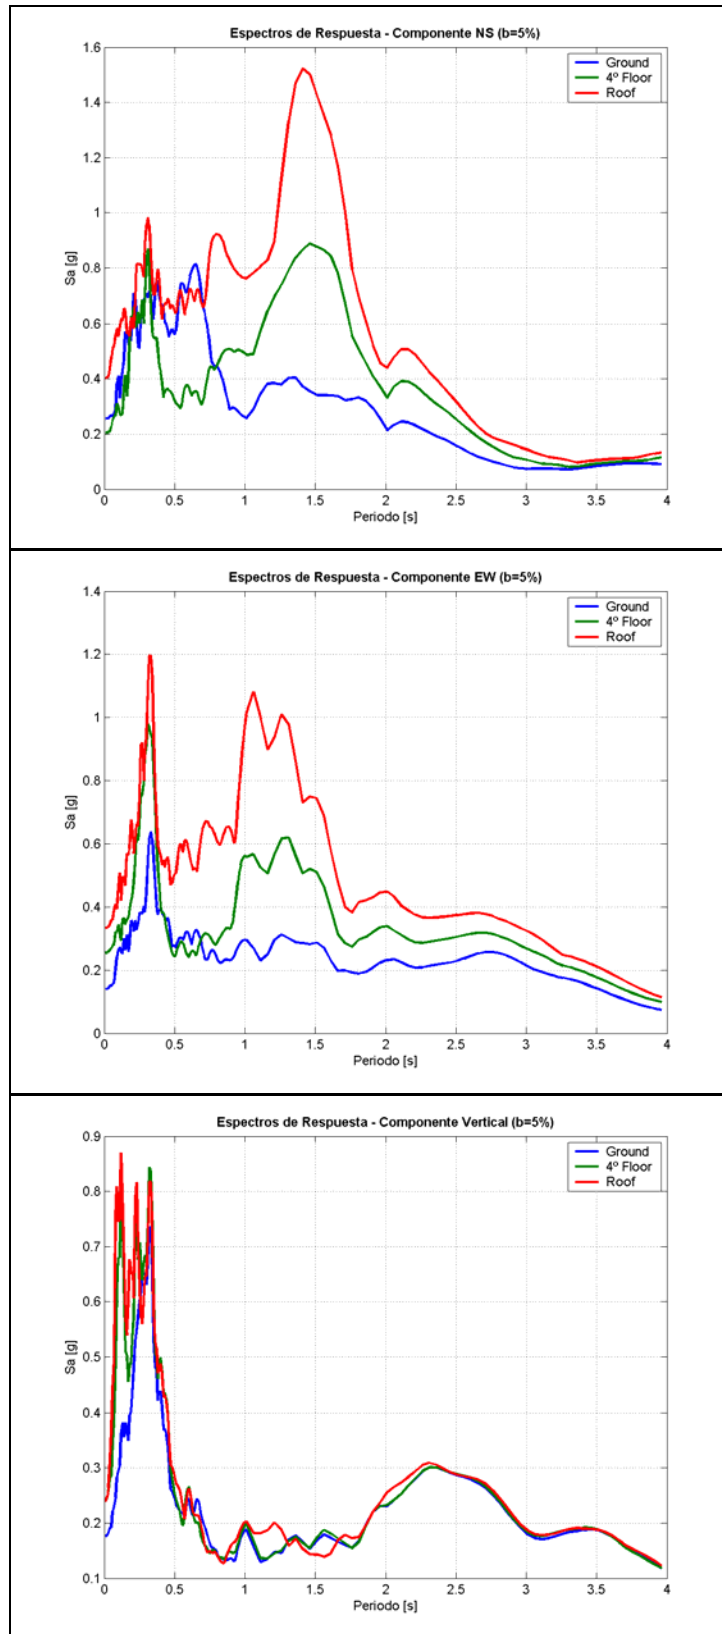 Espectros de Respuesta - Componente NS (b=5%)
1.6
1.4
1.2
1
0.8
0.6
0.4
0.2
0
Sa [g]
Ground
4º Floor
Roof
0 0.5 1 1.5 2 2.5 3 3.5 4
Periodo [s]
Espectros de Respuesta - Componente EW (b=5%)
1.4
1.2
1
0.8
0.6
0.4
0.2
0
Sa [g]
Ground
4º Floor
Roof
0 0.5 1 1.5 2 2.5 3 3.5 4
Periodo [s]
Espectros de Respuesta - Componente Vertical (b=5%)
0.9
0.8
0.7
0.6
0.5
0.4
0.3
0.2
0.1
Sa [g]
Ground
4º Floor
Roof
0 0.5 1 1.5 2 2.5 3 3.5 4
Periodo [s]